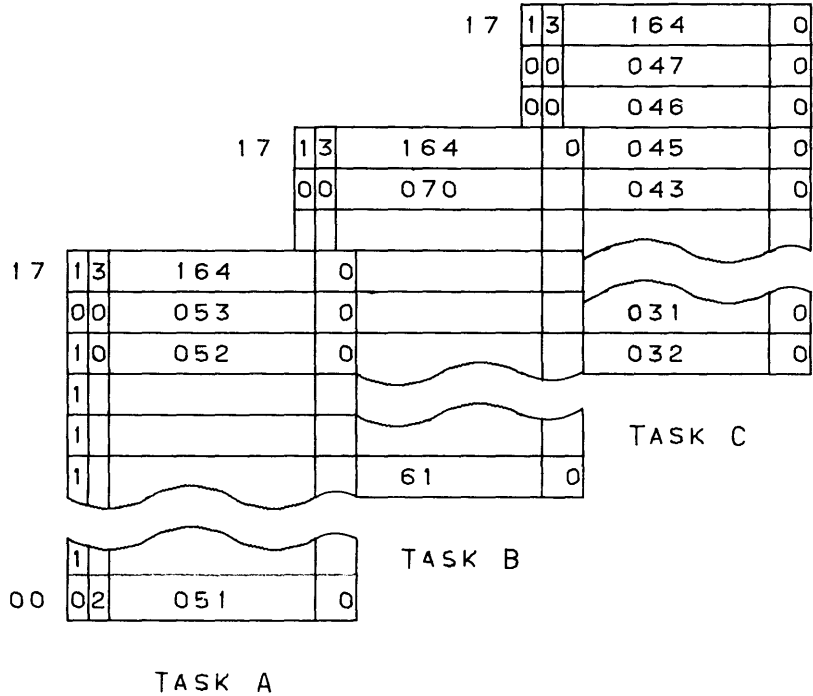 17 1 3 164 0
0 0 047 0
0 0 046 0
17 1 3 164 0 045 0
0 0 070 043 0
17 1 3 164 0
0 0 053 0 031 0
1 0 052 0 032 0
1
1
TASK C
1 61 0
1
TASK B
00 0 2 051 0
TASK A